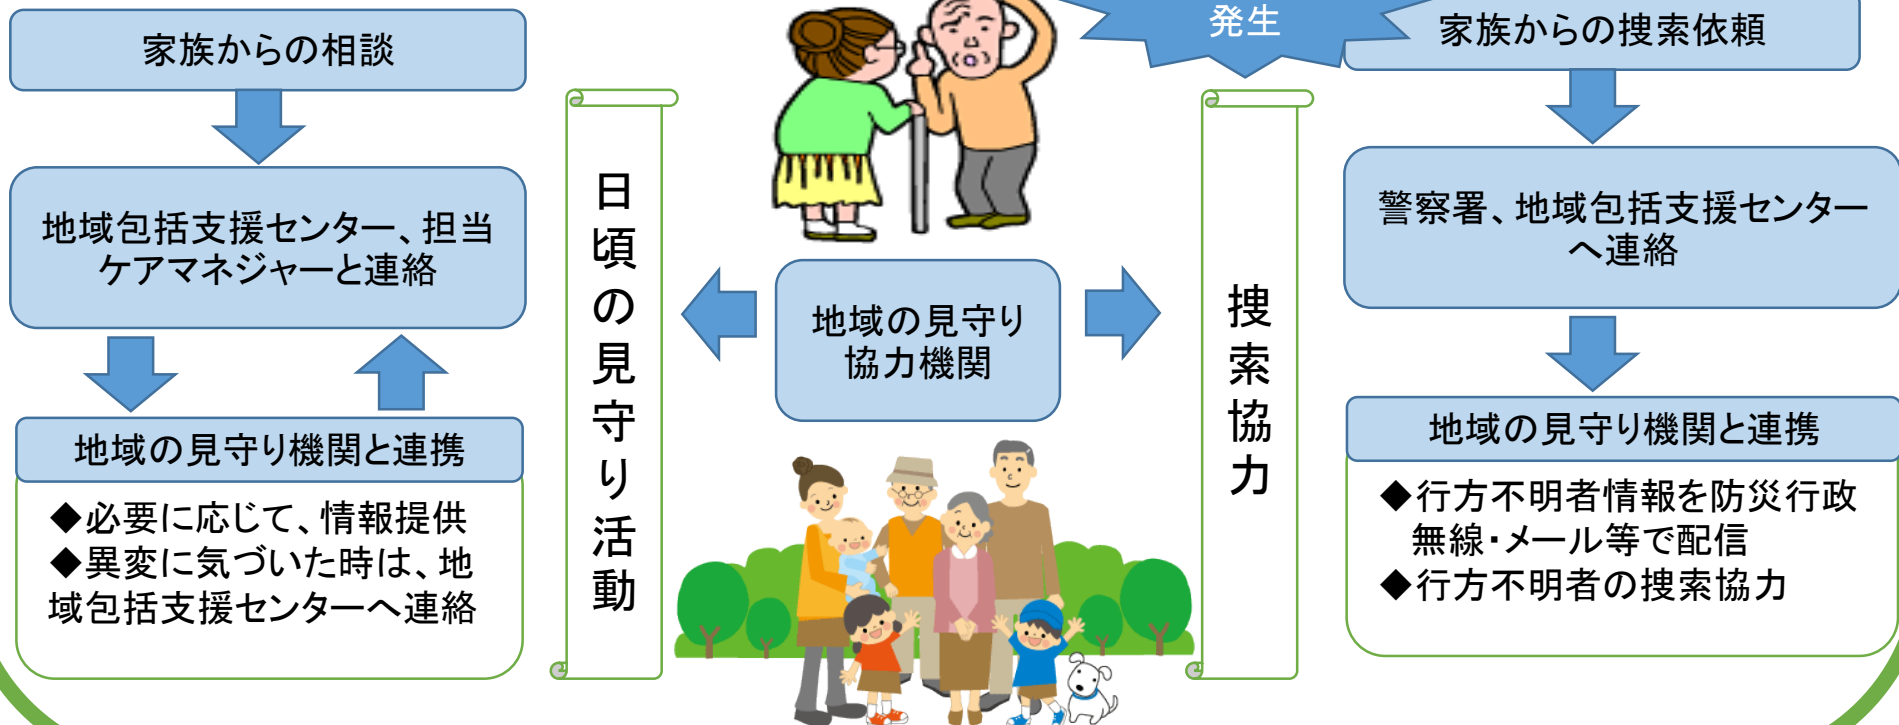 家族からの相談
地域包括支援センター、担当
ケアマネジャーと連絡
地域の見守り機関と連携
◆必要に応じて、情報提供
◆異変に気づいた時は、地
域包括支援センターへ連絡
日頃の見守り活動
地域の見守り
協力機関
捜索協力
発生
家族からの捜索依頼
警察署、地域包括支援センター
へ連絡
地域の見守り機関と連携
◆行方不明者情報を防災行政
無線・メール等で配信
◆行方不明者の捜索協力